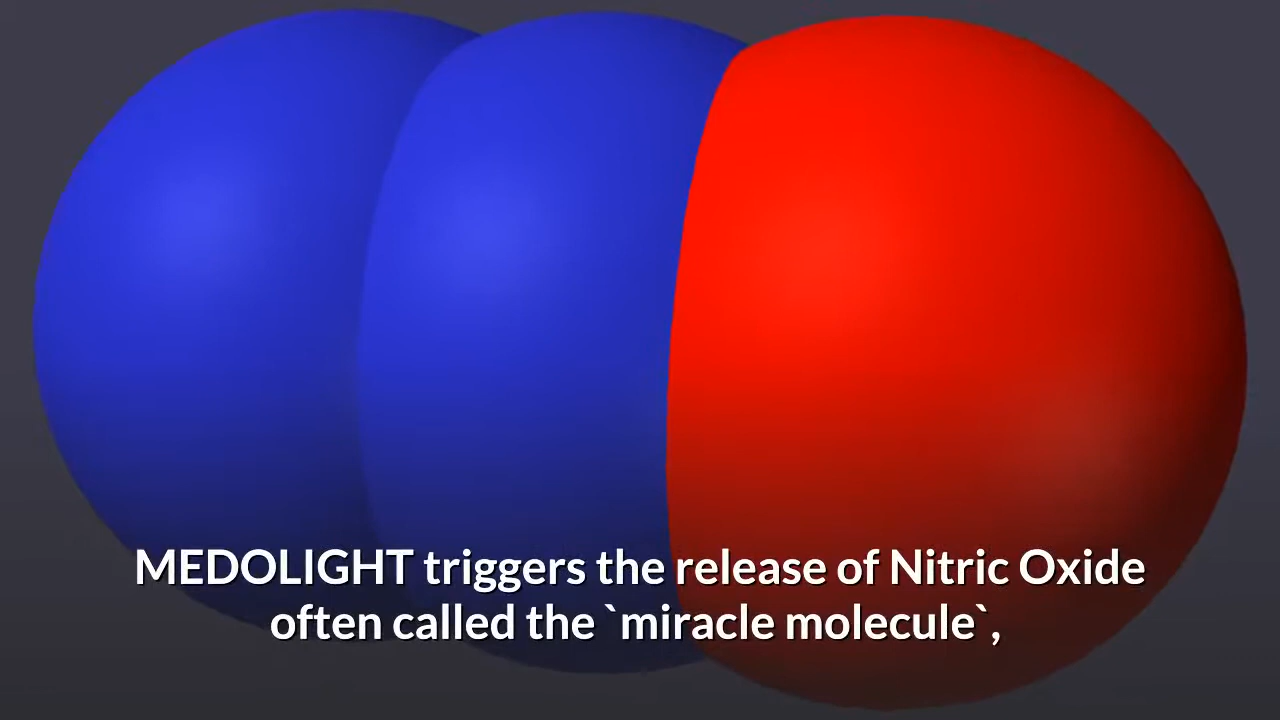 MEDOLIGHT triggers the release of Nitric Oxide
often called the `miracle molecule`,